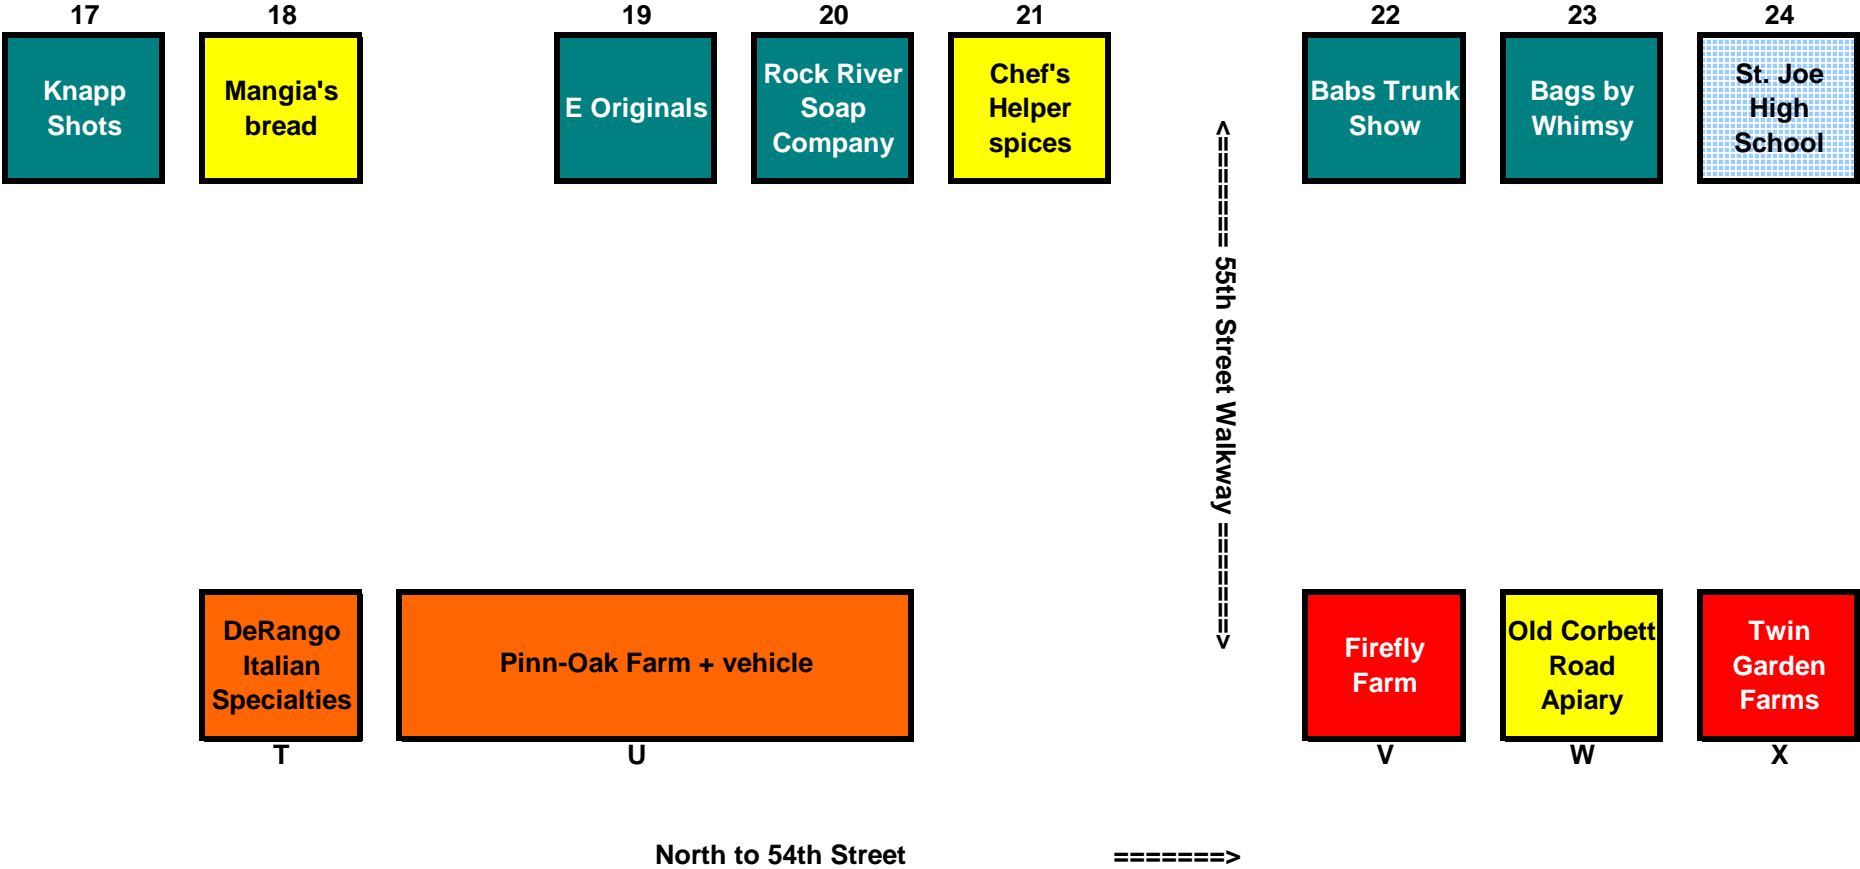 17 18 19 20 21 22 23 24
Knapp
Shots
Mangia's
bread
E Originals
Rock River
Soap
Company
Chef's
Helper
spices
Babs Trunk
Show
Bags by
Whimsy
St. Joe
High
School
<======= 55th Street Walkway =======>
DeRango
Italian
Specialties
Pinn-Oak Farm + vehicle
Firefly
Farm
Old Corbett
Road
Apiary
Twin
Garden
Farms
T U V W X
North to 54th Street =======>